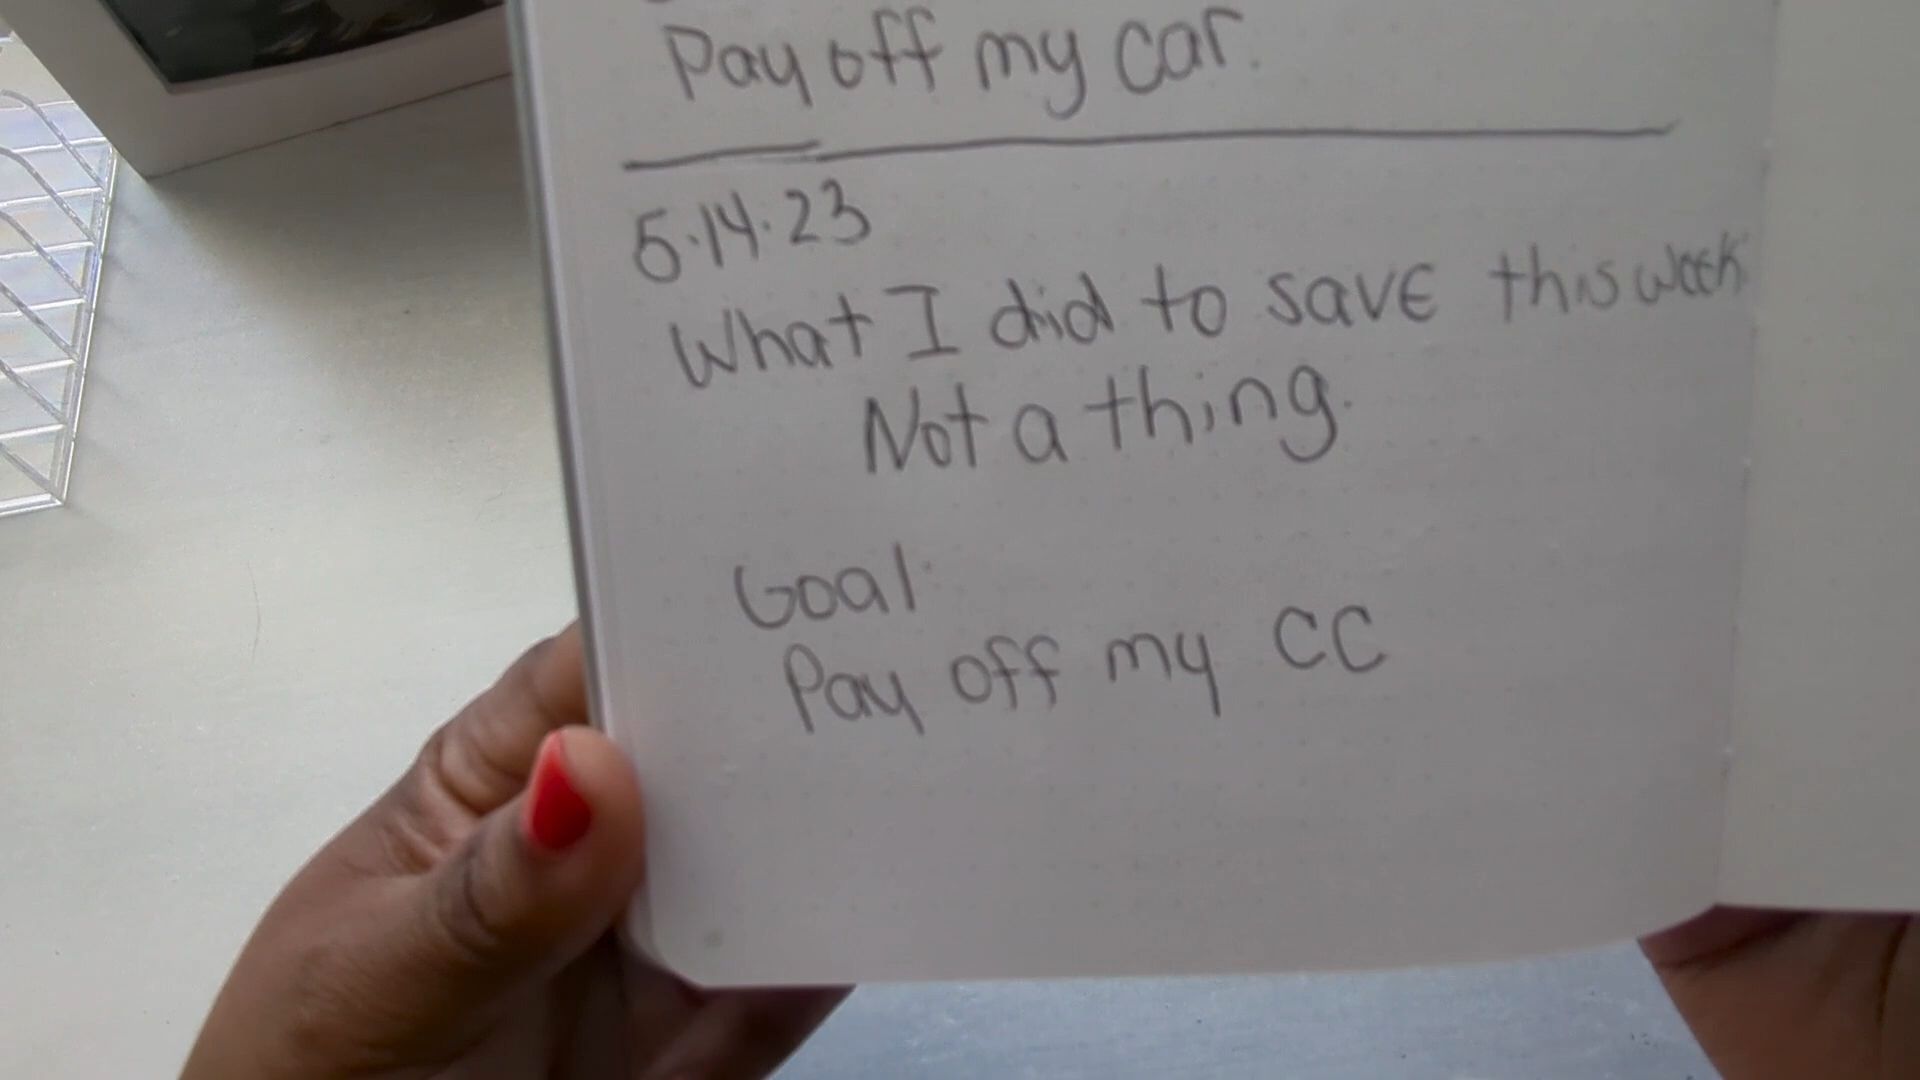 Pay off my car.
5.14.23
What I did to save this week
Not a thing.
Goal
Pay off my CC